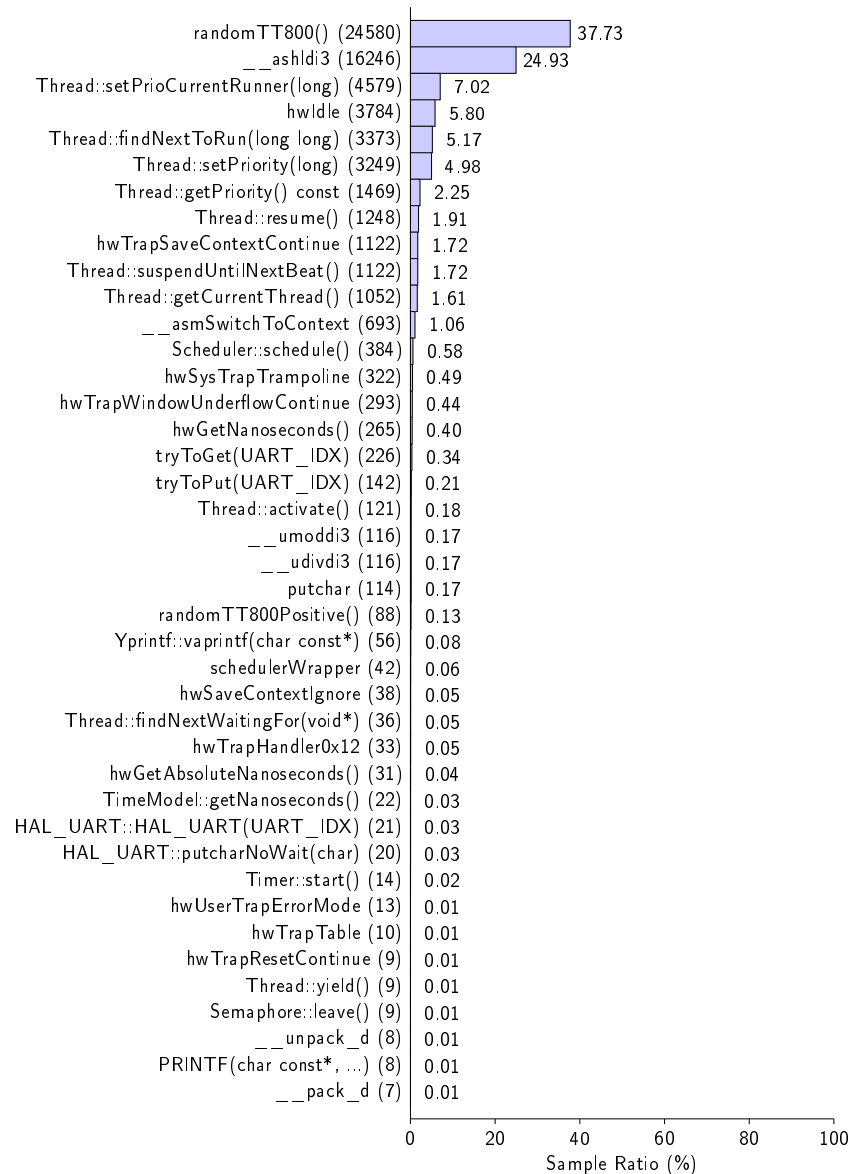 randomTT800() (24580) 37.73
__ashldi3 (16246) 24.93
Thread::setPrioCurrentRunner(long) (4579) 7.02
hwIdle (3784) 5.80
Thread::findNextToRun(long long) (3373) 5.17
Thread::setPriority(long) (3249) 4.98
Thread::getPriority() const (1469) 2.25
Thread::resume() (1248) 1.91
hwTrapSaveContextContinue (1122) 1.72
Thread::suspendUntilNextBeat() (1122) 1.72
Thread::getCurrentThread() (1052) 1.61
__asmSwitchToContext (693) 1.06
Scheduler::schedule() (384) 0.58
hwSysTrapTrampoline (322) 0.49
hwTrapWindowUnderflowContinue (293) 0.44
hwGetNanoseconds() (265) 0.40
tryToGet(UART_IDX) (226) 0.34
tryToPut(UART_IDX) (142) 0.21
Thread::activate() (121) 0.18
__umoddi3 (116) 0.17
__udivdi3 (116) 0.17
putchar (114) 0.17
randomTT800Positive() (88) 0.13
Yprintf::vaprintf(char const*) (56) 0.08
schedulerWrapper (42) 0.06
hwSaveContextIgnore (38) 0.05
Thread::findNextWaitingFor(void*) (36) 0.05
hwTrapHandler0x12 (33) 0.05
hwGetAbsoluteNanoseconds() (31) 0.04
TimeModel::getNanoseconds() (22) 0.03
HAL_UART::HAL_UART(UART_IDX) (21) 0.03
HAL_UART::putcharNoWait(char) (20) 0.03
Timer::start() (14) 0.02
hwUserTrapErrorMode (13) 0.01
hwTrapTable (10) 0.01
hwTrapResetContinue (9) 0.01
Thread::yield() (9) 0.01
Semaphore::leave() (9) 0.01
__unpack_d (8) 0.01
PRINTF(char const*, ...) (8) 0.01
__pack_d (7) 0.01
0 20 40 60 80 100
Sample Ratio (%)